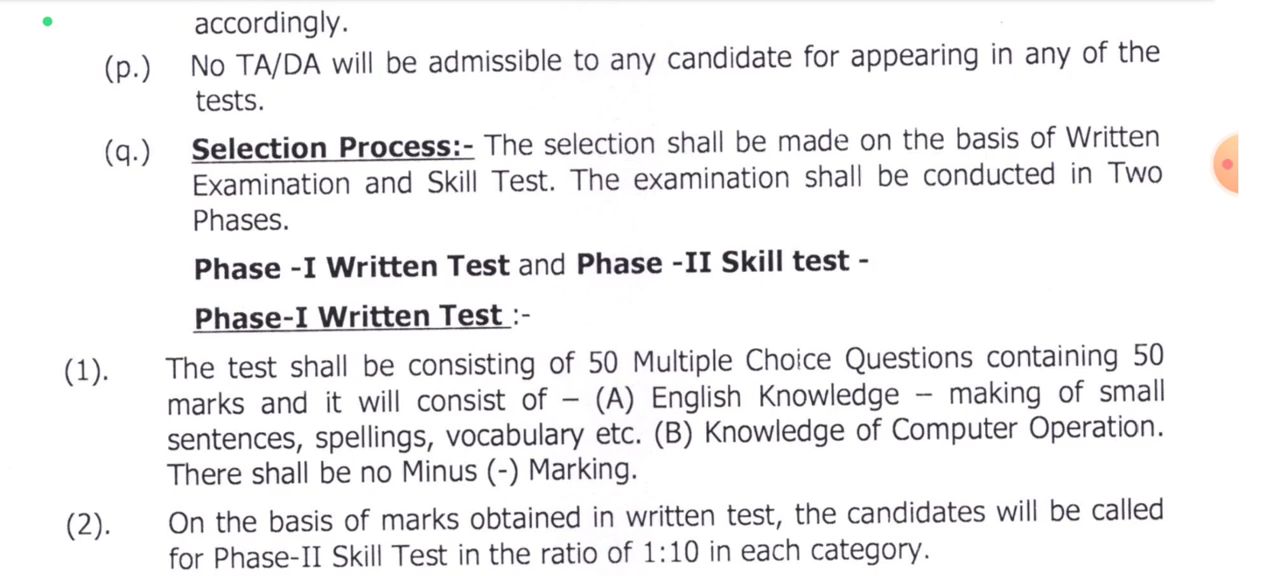 accordingly.
(p.) No TA/DA will be admissible to any candidate for appearing in any of the
tests.
(q.) Selection Process:- The selection shall be made on the basis of Written
Examination and Skill Test. The examination shall be conducted in Two
Phases.
Phase -I Written Test and Phase -II Skill test -
Phase-I Written Test :-
(1). The test shall be consisting of 50 Multiple Choice Questions containing 50
marks and it will consist of – (A) English Knowledge – making of small
sentences, spellings, vocabulary etc. (B) Knowledge of Computer Operation.
There shall be no Minus (-) Marking.
(2). On the basis of marks obtained in written test, the candidates will be called
for Phase-II Skill Test in the ratio of 1:10 in each category.